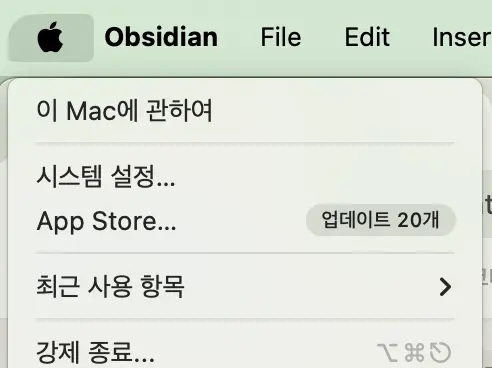 Obsidian File Edit
이 Mac에 관하여
시스템 설정...
App Store... 업데이트 20개
최근 사용 항목
강제 종료... ⌥⌘⎋